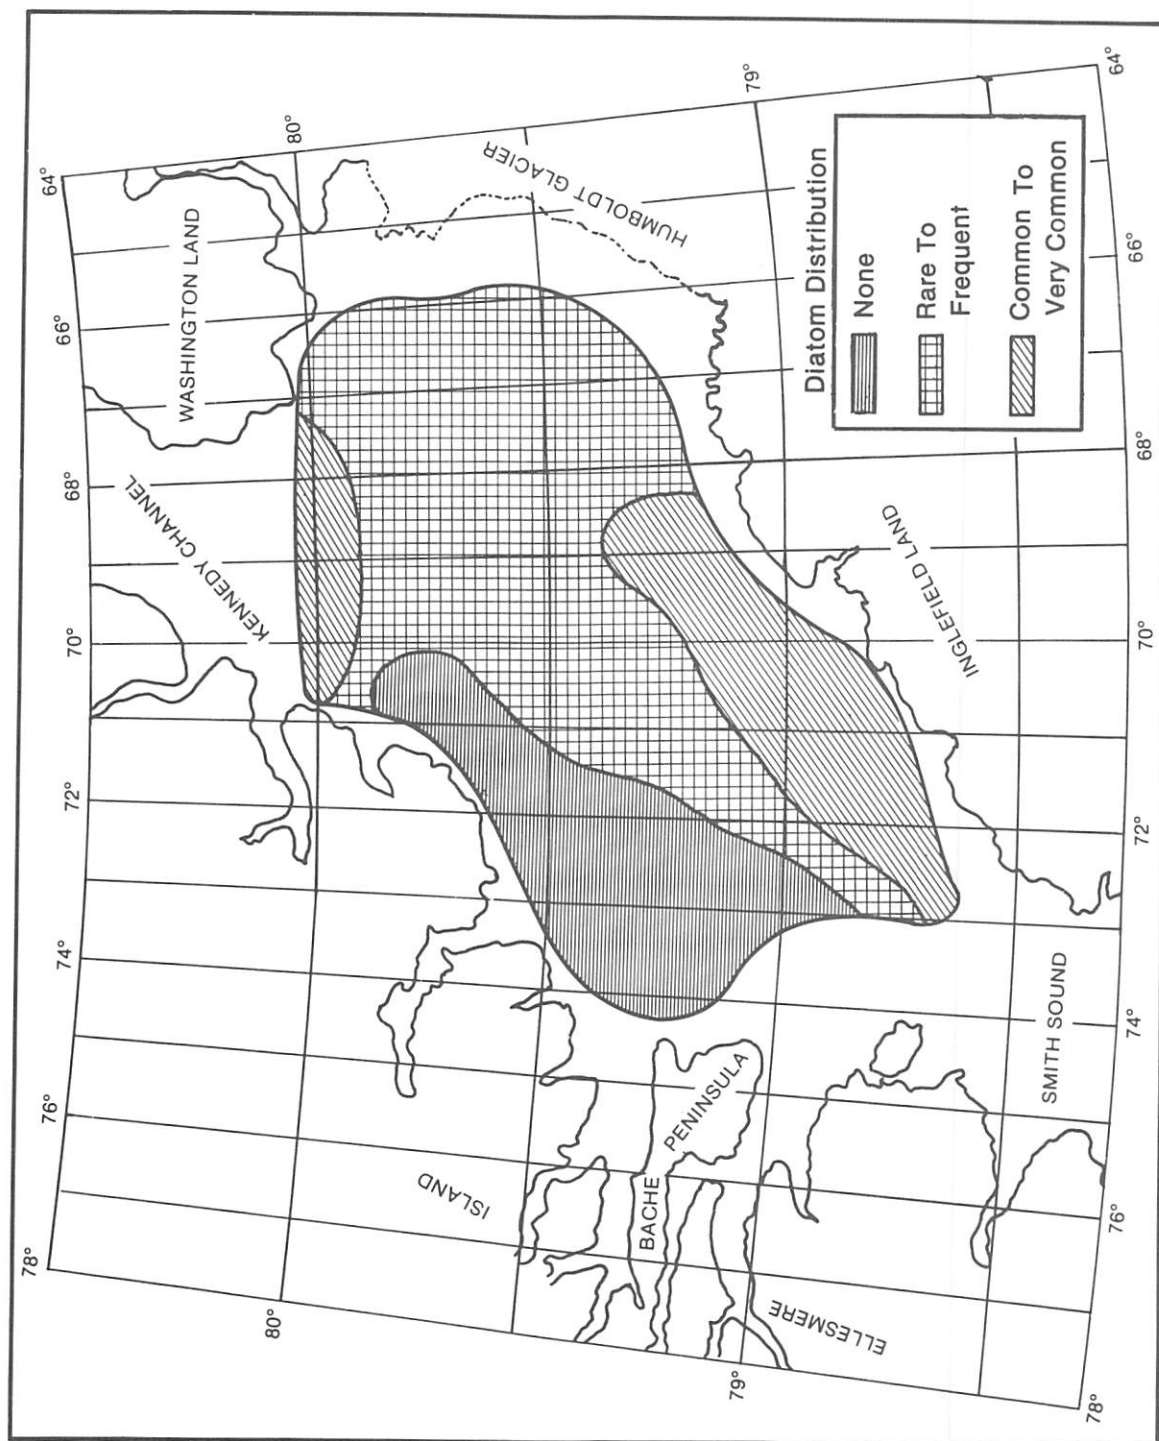 78°
76°
74°
72°
70°
68°
66°
64°
80°
80°
79°
79°
WASHINGTON LAND
KENNEDY CHANNEL
HUMBOLDT GLACIER
ISLAND
BACHE
PENINSULA
ELLESMERE
INGLEFIELD LAND
SMITH SOUND
78°
76°
74°
72°
70°
68°
66°
64°
Diatom Distribution
None
Rare To
Frequent
Common To
Very Common